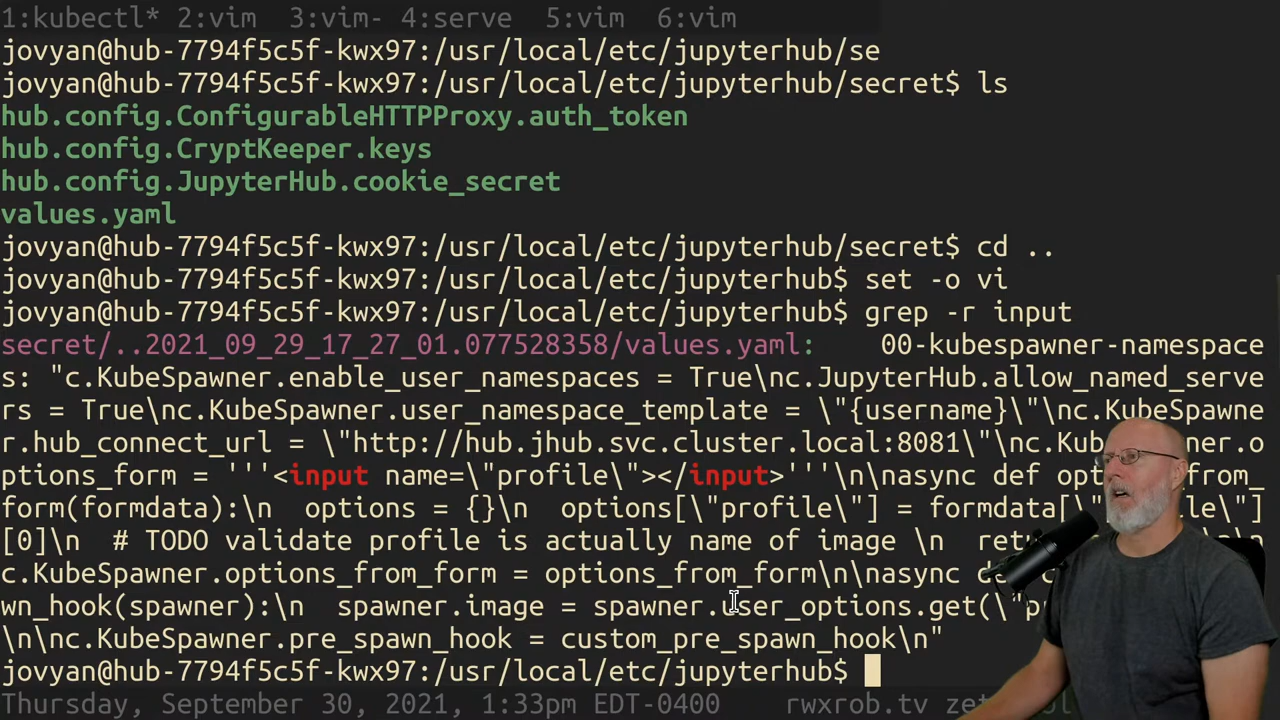 1:kubectl* 2:vim 3:vim- 4:serve 5:vim 6:vim
jovyan@hub-7794f5c5f-kwx97:/usr/local/etc/jupyterhub/se
jovyan@hub-7794f5c5f-kwx97:/usr/local/etc/jupyterhub/secret$ ls
hub.config.ConfigurableHTTPProxy.auth_token
hub.config.CryptKeeper.keys
hub.config.JupyterHub.cookie_secret
values.yaml
jovyan@hub-7794f5c5f-kwx97:/usr/local/etc/jupyterhub/secret$ cd ..
jovyan@hub-7794f5c5f-kwx97:/usr/local/etc/jupyterhub$ set -o vi
jovyan@hub-7794f5c5f-kwx97:/usr/local/etc/jupyterhub$ grep -r input
secret/..2021_09_29_17_27_01.077528358/values.yaml: 00-kubespawner-namespace
s: "c.KubeSpawner.enable_user_namespaces = True\nc.JupyterHub.allow_named_serve
rs = True\nc.KubeSpawner.user_namespace_template = \"{username}\"\nc.KubeSpawne
r.hub_connect_url = \"http://hub.jhub.svc.cluster.local:8081\"\nc.Ku wner.o
ptions_form = '''<input name=\"profile\"></input>'''\n\nasync def op from_
form(formdata):\n options = {}\n options[\"profile\"] = formdata[\" le\"]
[0]\n # TODO validate profile is actually name of image \n
c.KubeSpawner.options_from_form = options_from_form\n\nasync
wn_hook(spawner):\n spawner.image = spawner.user_options.get(\"p
\n\nc.KubeSpawner.pre_spawn_hook = custom_pre_spawn_hook\n"
jovyan@hub-7794f5c5f-kwx97:/usr/local/etc/jupyterhub$
Thursday, September 30, 2021, 1:33pm EDT-0400 rwxrob.tv